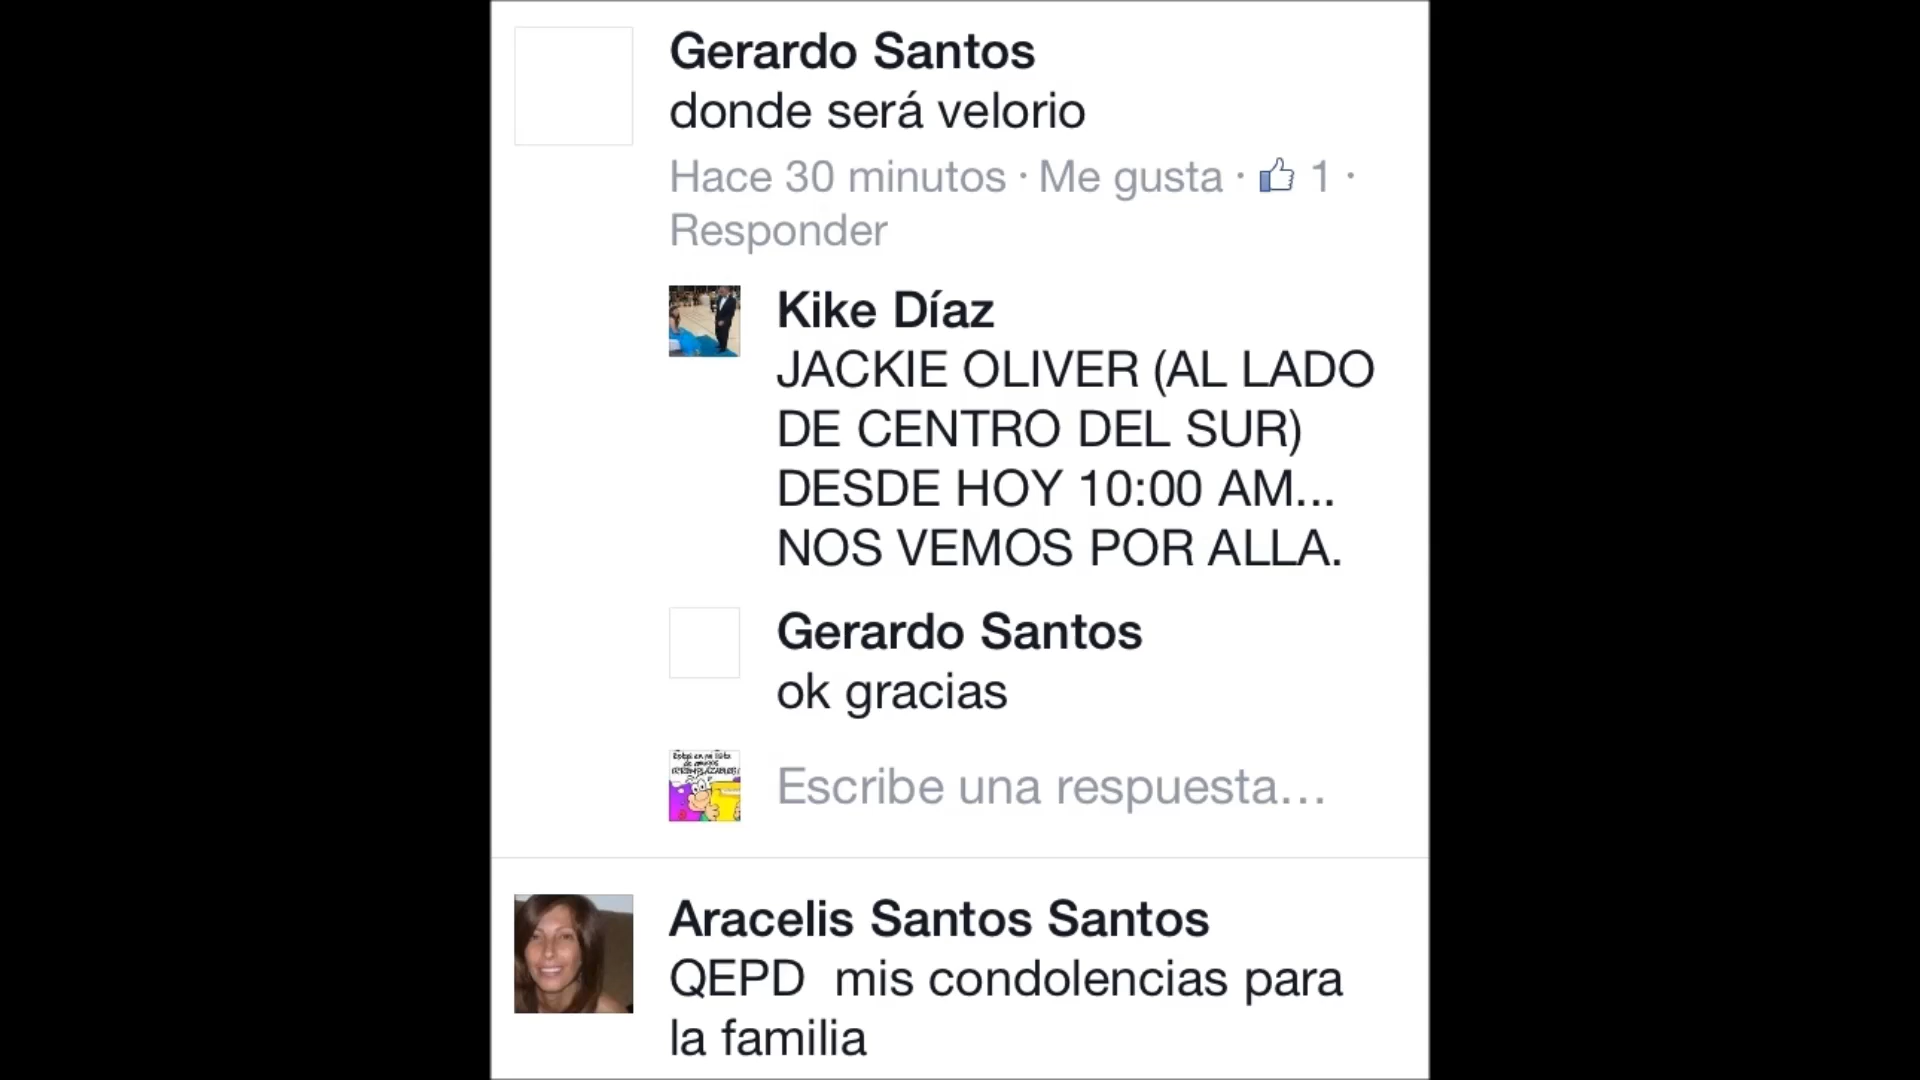 Gerardo Santos
donde será velorio
Hace 30 minutos · Me gusta · 1 ·
Responder
Kike Díaz
JACKIE OLIVER (AL LADO
DE CENTRO DEL SUR)
DESDE HOY 10:00 AM...
NOS VEMOS POR ALLA.
Gerardo Santos
ok gracias
Escribe una respuesta...
Aracelis Santos Santos
QEPD  mis condolencias para
la familia